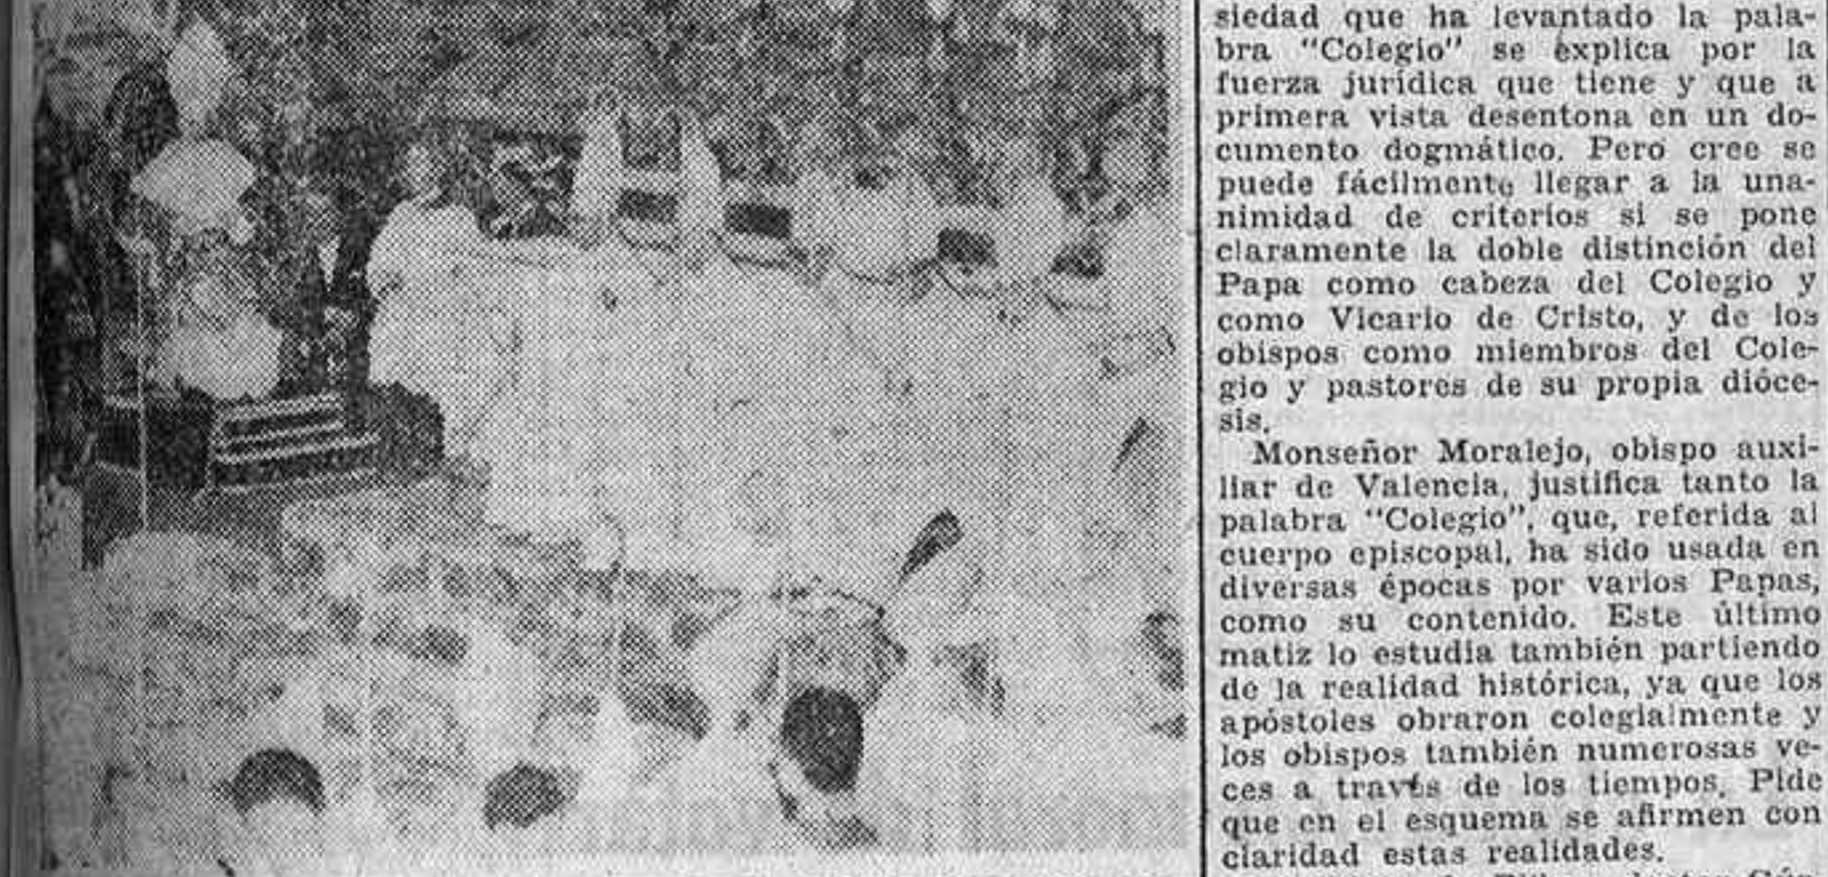 siedad que ha levantado la pala-
bra "Colegio" se explica por la
fuerza jurídica que tiene y que a
primera vista desentona en un do-
cumento dogmático. Pero cree se
puede fácilmente llegar a la una-
nimidad de criterios si se pone
claramente la doble distinción del
Papa como cabeza del Colegio y
como Vicario de Cristo, y de los
obispos como miembros del Cole-
gio y pastores de su propia dióce-
sis.
Monseñor Moralejo, obispo auxi-
liar de Valencia, justifica tanto la
palabra "Colegio", que, referida al
cuerpo episcopal, ha sido usada en
diversas épocas por varios Papas,
como su contenido. Este último
matiz lo estudia también partiendo
de la realidad histórica, ya que los
apóstoles obraron colegialmente y
los obispos también numerosas ve-
ces a través de los tiempos. Pide
que en el esquema se afirmen con
claridad estas realidades.